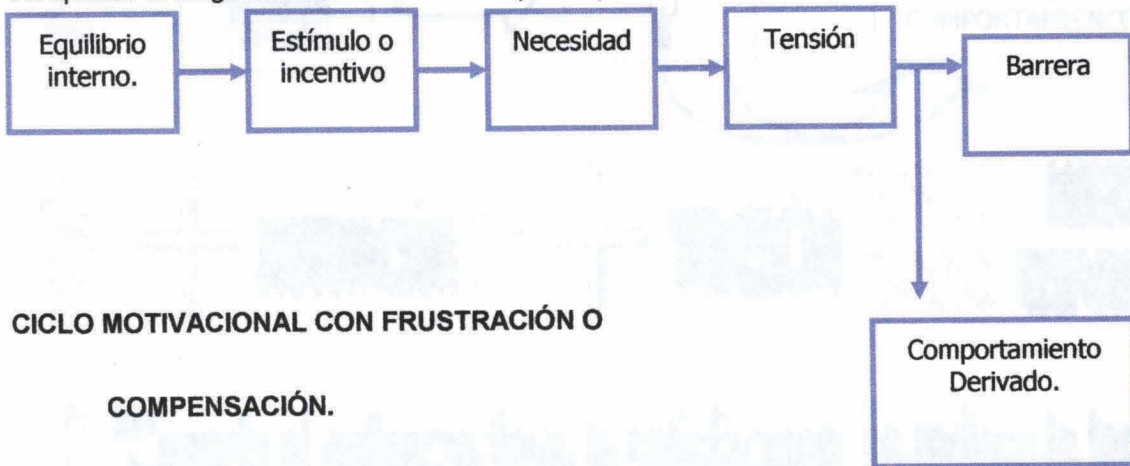 Equilibrio
interno.
Estímulo o
incentivo
Necesidad
Tensión
Barrera
CICLO MOTIVACIONAL CON FRUSTRACIÓN O
COMPENSACIÓN.
Comportamiento
Derivado.